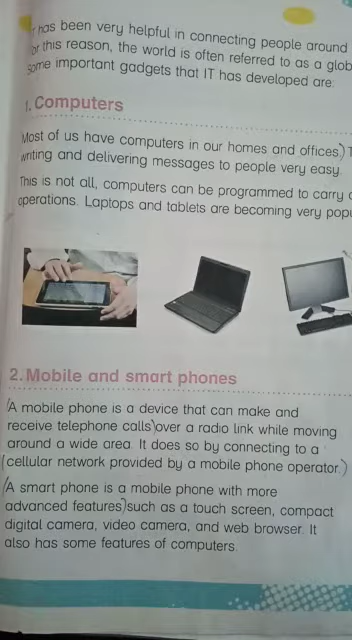 has been very helpful in connecting people around
or this reason, the world is often referred to as a glob
Some important gadgets that IT has developed are:
1. Computers
Most of us have computers in our homes and offices.) T
writing and delivering messages to people very easy.
This is not all, computers can be programmed to carry o
operations. Laptops and tablets are becoming very popu
2. Mobile and smart phones
(A mobile phone is a device that can make and
receive telephone calls) over a radio link while moving
around a wide area. It does so by connecting to a
(cellular network provided by a mobile phone operator.)
(A smart phone is a mobile phone with more
advanced features) such as a touch screen, compact
digital camera, video camera, and web browser. It
also has some features of computers.